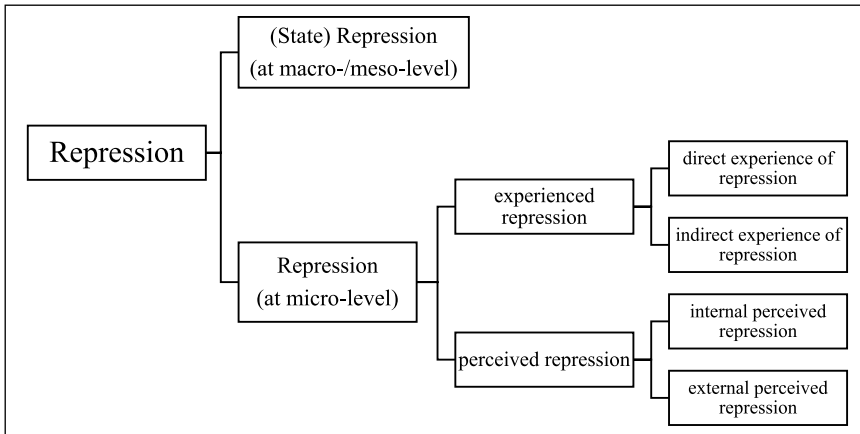 (State) Repression
(at macro-/meso-level)
Repression
Repression
(at micro-level)
experienced
repression
perceived repression
direct experience of
repression
indirect experience of
repression
internal perceived
repression
external perceived
repression